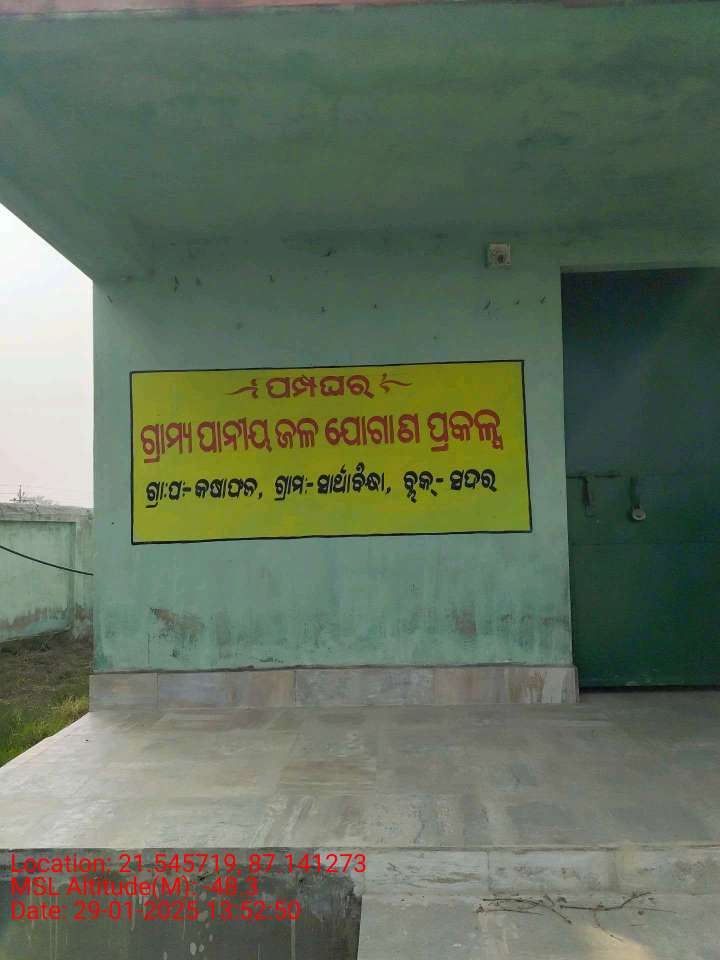 ପମ୍ପଘର
ଗ୍ରାମ୍ୟ ପାନୀୟ ଜଳ ଯୋଗାଣ ପ୍ରକଳ୍ପ
ଗ୍ରା:ପ:- କଷାଫଳ, ଗ୍ରାମ:- ସାର୍ଥାବିନ୍ଧା, ବ୍ଲକ୍- ସଦର
Location: 21.545719, 87.141273
MSL Altitude(M): -48.3
Date: 29-01-2025 13:52:50